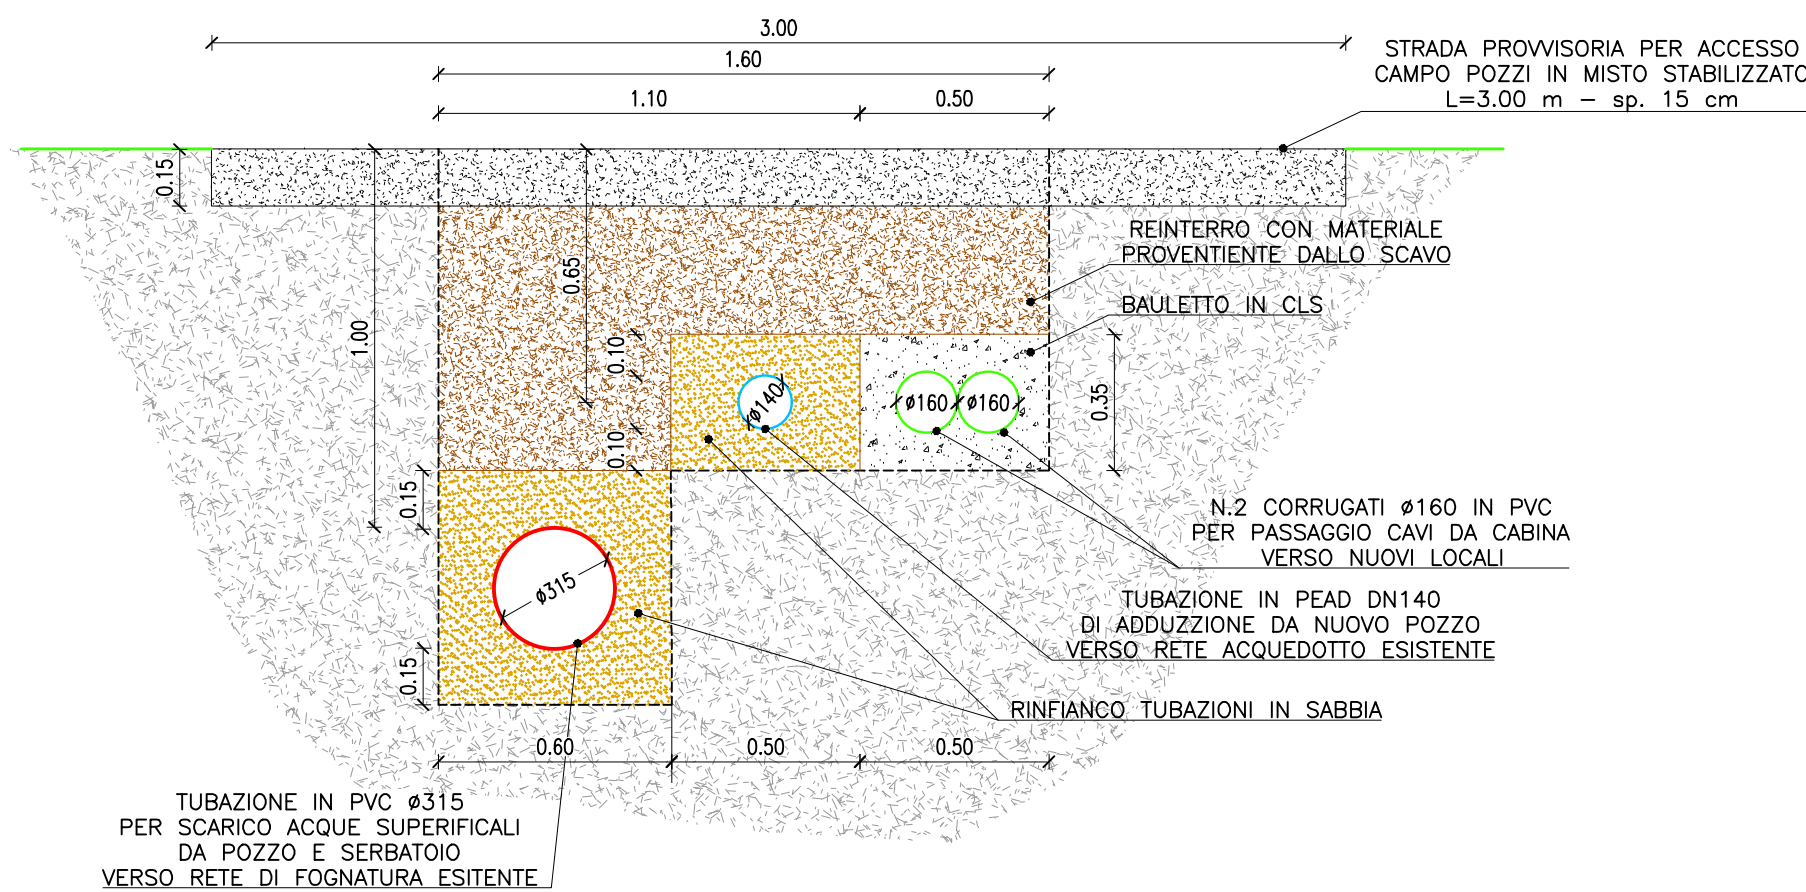 3.00
1.60
1.10
0.50
STRADA PROVVISORIA PER ACCESSO
CAMPO POZZI IN MISTO STABILIZZATO
L=3.00 m – sp. 15 cm
0.15
1.00
0.65
0.10
0.10
0.15
0.15
0.35
REINTERRO CON MATERIALE
PROVENTIENTE DALLO SCAVO
BAULETTO IN CLS
ø140
ø160
ø160
ø315
N.2 CORRUGATI ø160 IN PVC
PER PASSAGGIO CAVI DA CABINA
VERSO NUOVI LOCALI
TUBAZIONE IN PEAD DN140
DI ADDUZZIONE DA NUOVO POZZO
VERSO RETE ACQUEDOTTO ESISTENTE
RINFIANCO TUBAZIONI IN SABBIA
0.60
0.50
0.50
TUBAZIONE IN PVC ø315
PER SCARICO ACQUE SUPERIFICALI
DA POZZO E SERBATOIO
VERSO RETE DI FOGNATURA ESITENTE